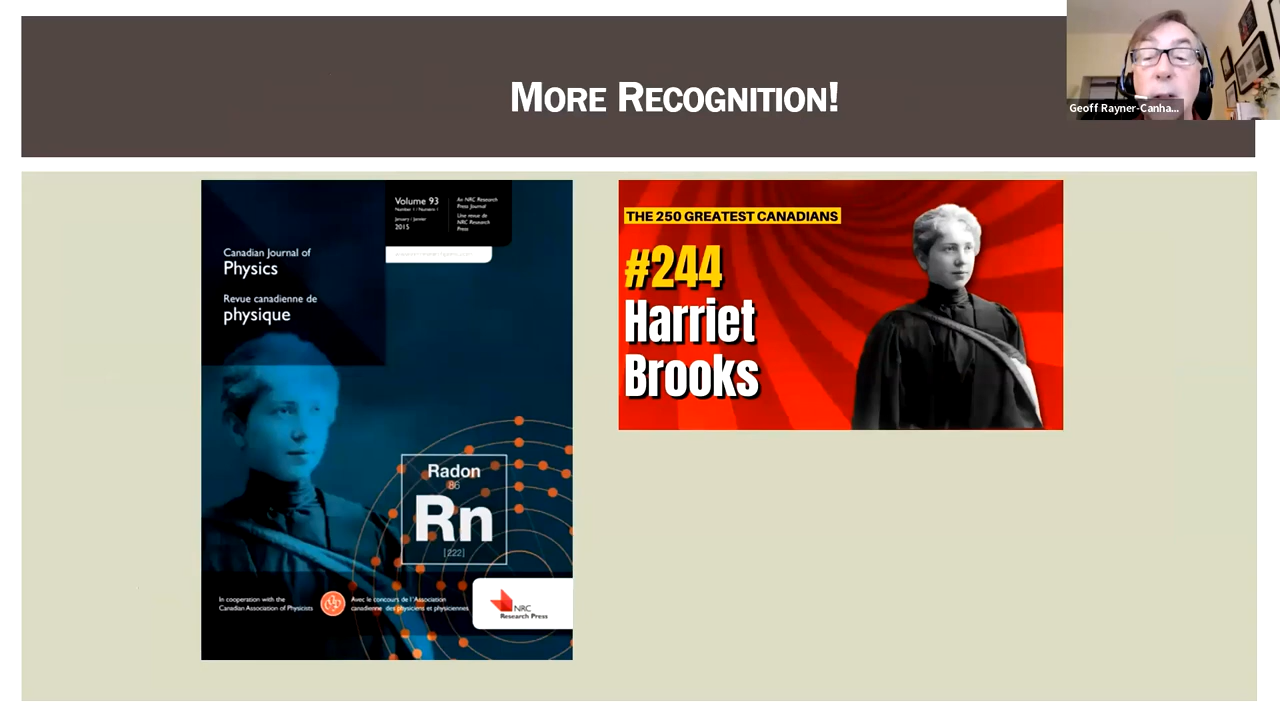 MORE RECOGNITION!
Geoff Rayner-Canha...
Volume 93
Number 1 / Numéro 1
January / Janvier
2015
An NRC Research
Press Journal
Une revue de
NRC Research
Press
Canadian Journal of
Physics
Revue canadienne de
physique
Radon
86
Rn
[222]
In cooperation with the
Canadian Association of Physicists
Avec le concours de l'Association
canadienne des physiciens et physiciennes
NRC
Research Press
THE 250 GREATEST CANADIANS
#244
Harriet
Brooks